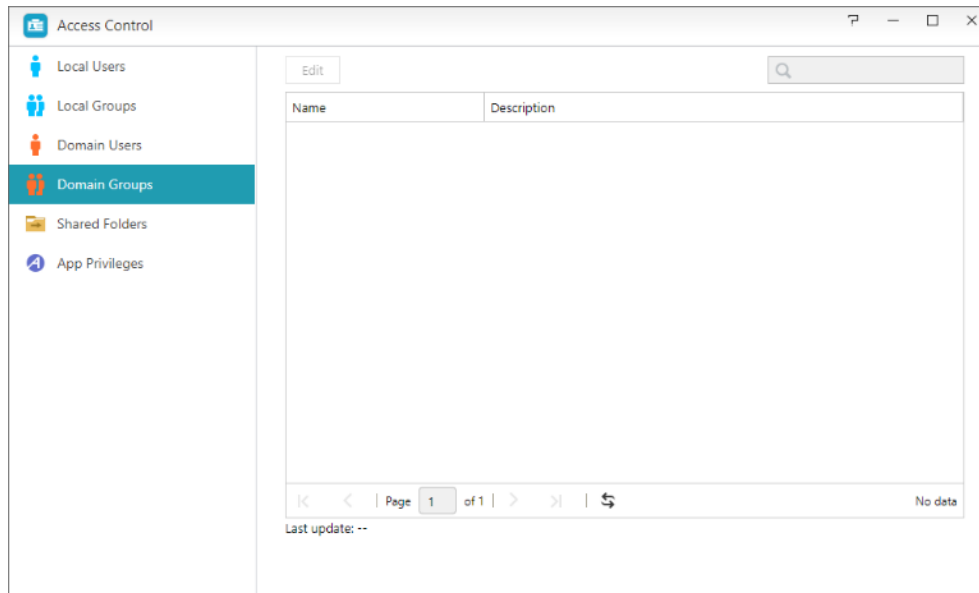 Access Control
Local Users
Local Groups
Domain Users
Domain Groups
Shared Folders
App Privileges
Edit
Name Description
Page 1 of 1 No data
Last update: --